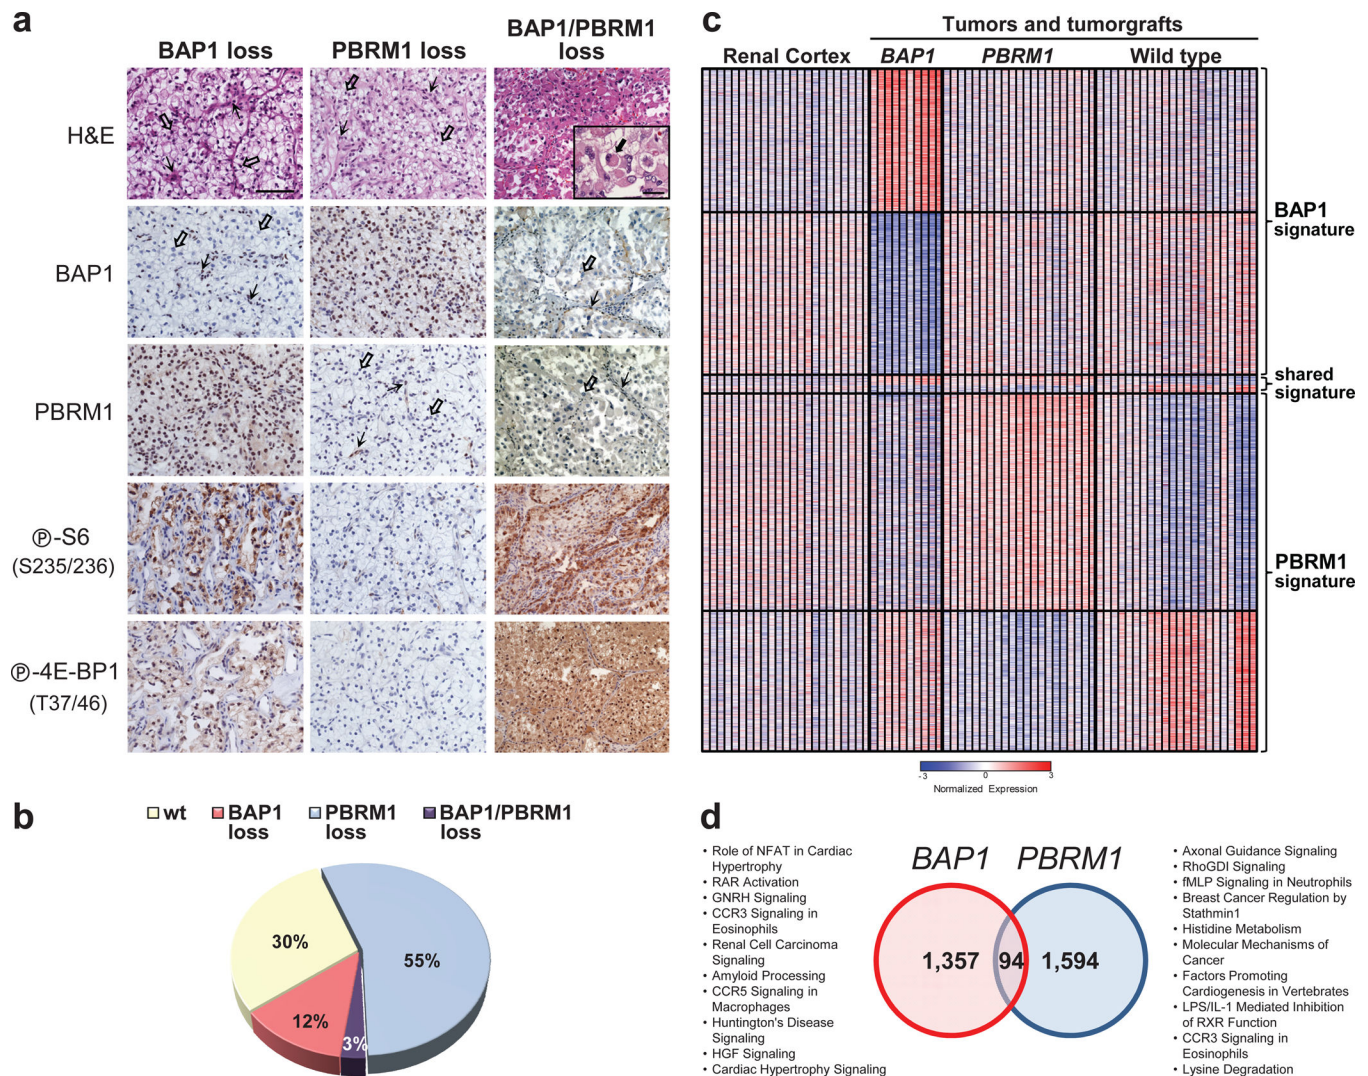 a
BAP1 loss
PBRM1 loss
BAP1/PBRM1
loss
H&E
BAP1
PBRM1
Ⓟ-S6
(S235/236)
Ⓟ-4E-BP1
(T37/46)
b
wt
BAP1
loss
PBRM1
loss
BAP1/PBRM1
loss
30%
55%
12%
3%
c
Tumors and tumorgrafts
Renal Cortex
BAP1
PBRM1
Wild type
BAP1
signature
shared
signature
PBRM1
signature
-3
0
3
Normalized Expression
d
• Role of NFAT in Cardiac
Hypertrophy
• RAR Activation
• GNRH Signaling
• CCR3 Signaling in
Eosinophils
• Renal Cell Carcinoma
Signaling
• Amyloid Processing
• CCR5 Signaling in
Macrophages
• Huntington's Disease
Signaling
• HGF Signaling
• Cardiac Hypertrophy Signaling
BAP1
PBRM1
1,357
94
1,594
• Axonal Guidance Signaling
• RhoGDI Signaling
• fMLP Signaling in Neutrophils
• Breast Cancer Regulation by
Stathmin1
• Histidine Metabolism
• Molecular Mechanisms of
Cancer
• Factors Promoting
Cardiogenesis in Vertebrates
• LPS/IL-1 Mediated Inhibition
of RXR Function
• CCR3 Signaling in
Eosinophils
• Lysine Degradation